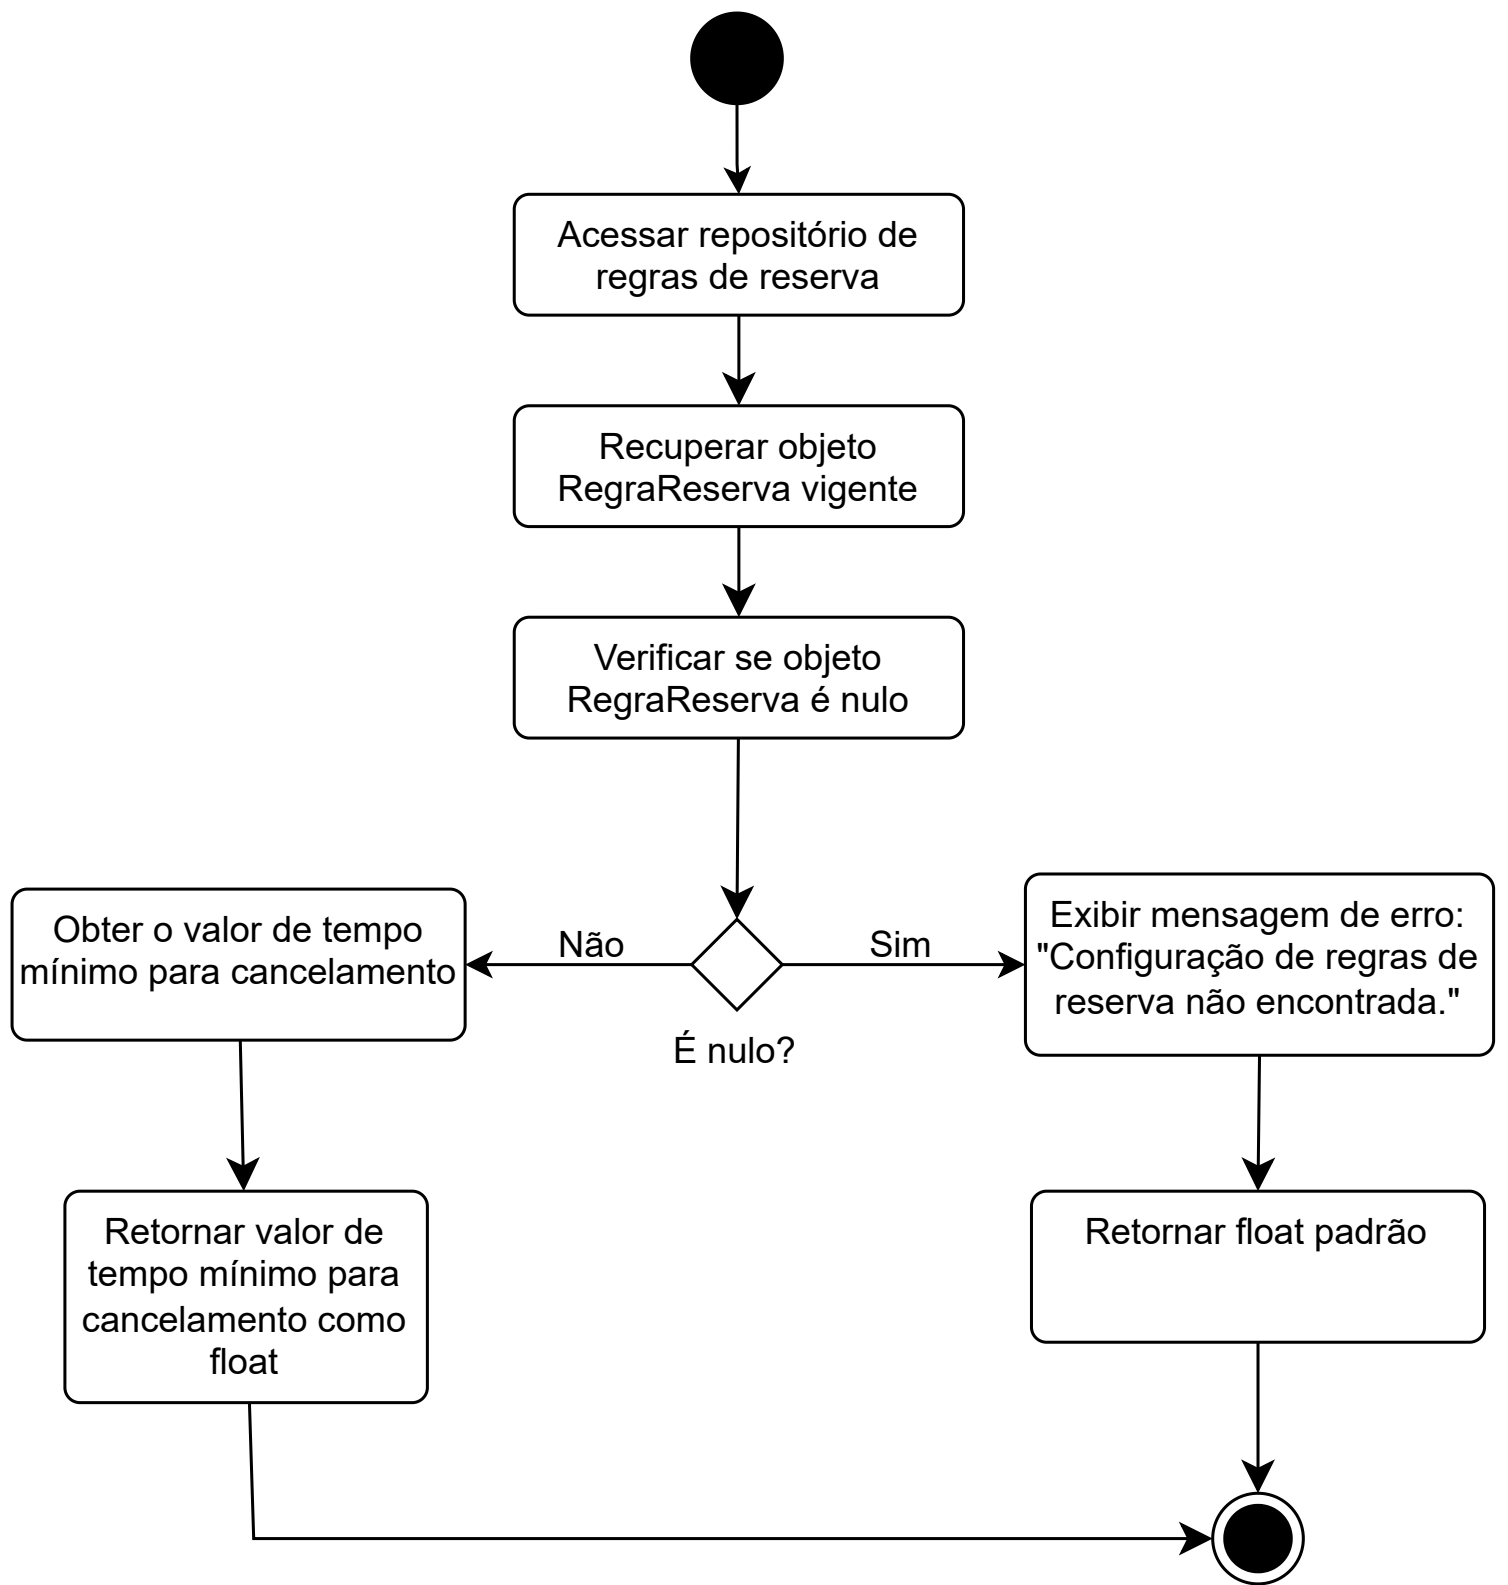 Acessar repositório de
regras de reserva
Recuperar objeto
RegraReserva vigente
Verificar se objeto
RegraReserva é nulo
Obter o valor de tempo
mínimo para cancelamento
Não
Sim
É nulo?
Exibir mensagem de erro:
"Configuração de regras de
reserva não encontrada."
Retornar valor de
tempo mínimo para
cancelamento como
float
Retornar float padrão